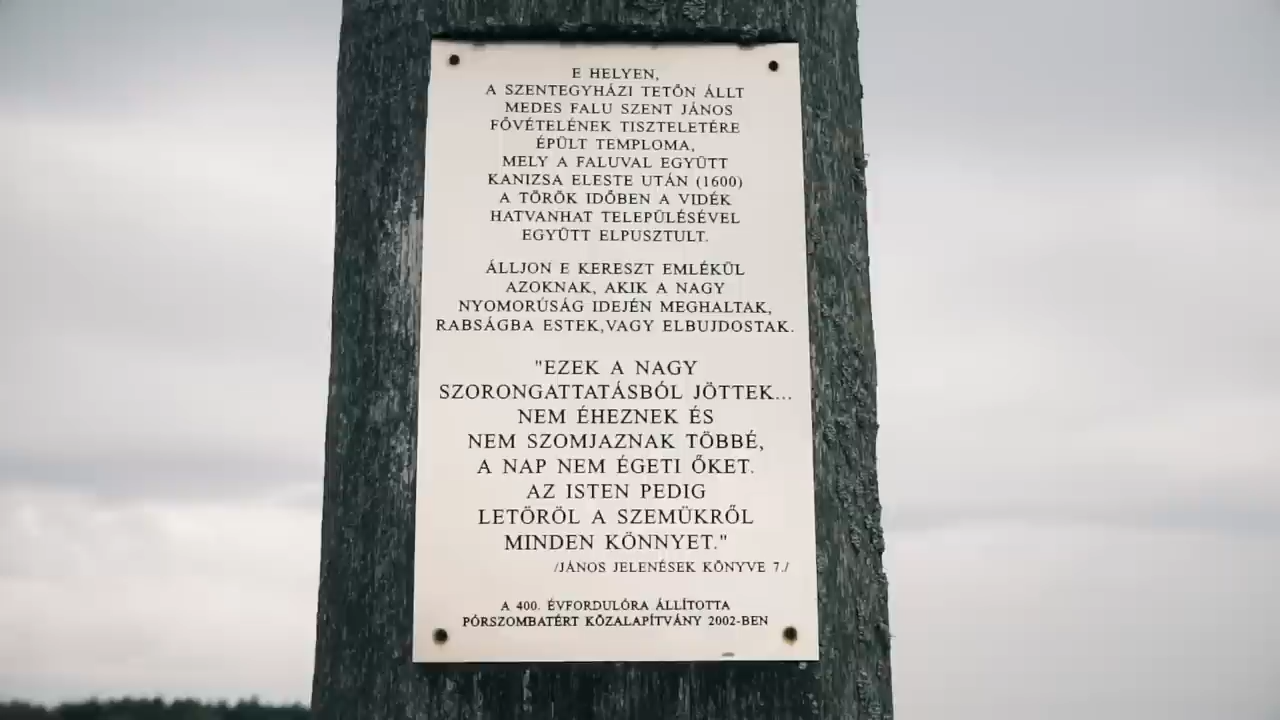 E HELYEN,
A SZENTEGYHÁZI TETŐN ÁLLT
MEDES FALU SZENT JÁNOS
FŐVÉTELÉNEK TISZTELETÉRE
ÉPÜLT TEMPLOMA,
MELY A FALUVAL EGYÜTT
KANIZSA ELESTE UTÁN (1600)
A TÖRÖK IDŐBEN A VIDÉK
HATVANHAT TELEPÜLÉSÉVEL
EGYÜTT ELPUSZTULT.
ÁLLJON E KERESZT EMLÉKÜL
AZOKNAK, AKIK A NAGY
NYOMORÚSÁG IDEJÉN MEGHALTAK,
RABSÁGBA ESTEK,VAGY ELBUJDOSTAK.
"EZEK A NAGY
SZORONGATTATÁSBÓL JÖTTEK...
NEM ÉHEZNEK ÉS
NEM SZOMJAZNAK TÖBBÉ,
A NAP NEM ÉGETI ŐKET.
AZ ISTEN PEDIG
LETÖRÖL A SZEMÜKRŐL
MINDEN KÖNNYET."
/JÁNOS JELENÉSEK KÖNYVE 7./
A 400. ÉVFORDULÓRA ÁLLÍTOTTA
PÓRSZOMBATÉRT KÖZALAPÍTVÁNY 2002-BEN